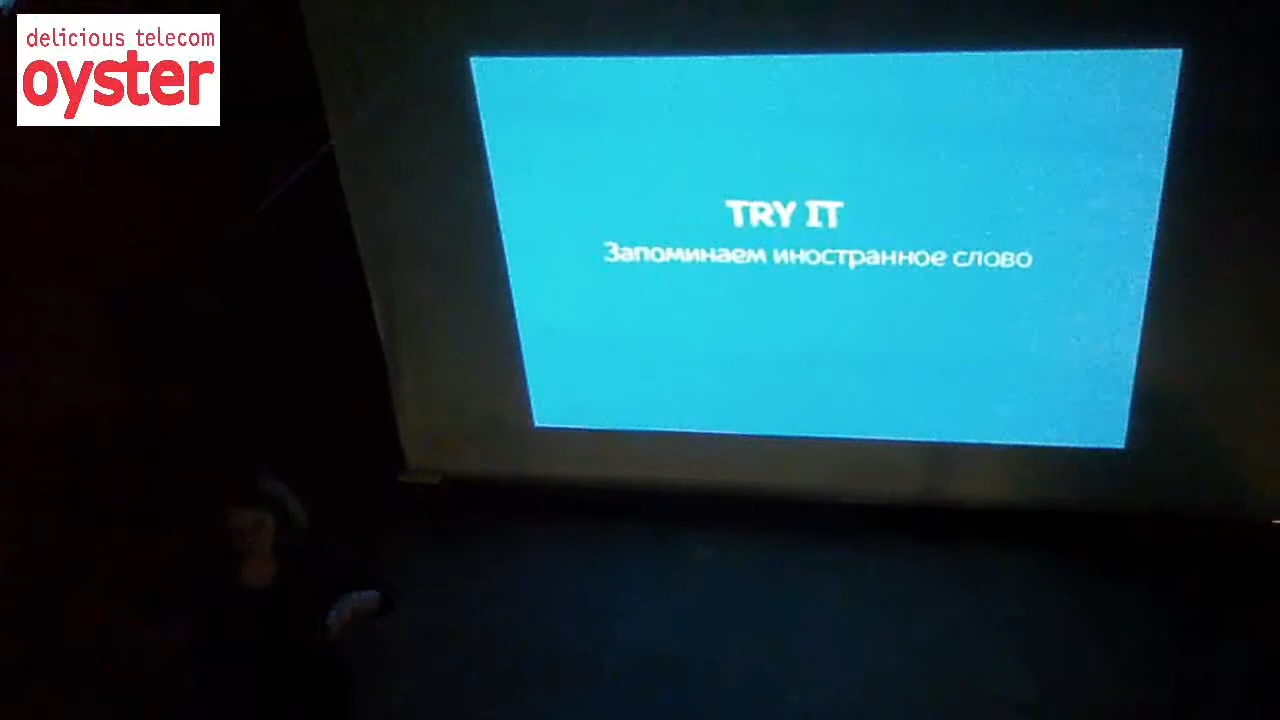 delicious telecom
oyster
TRY IT
Запоминаем иностранное слово